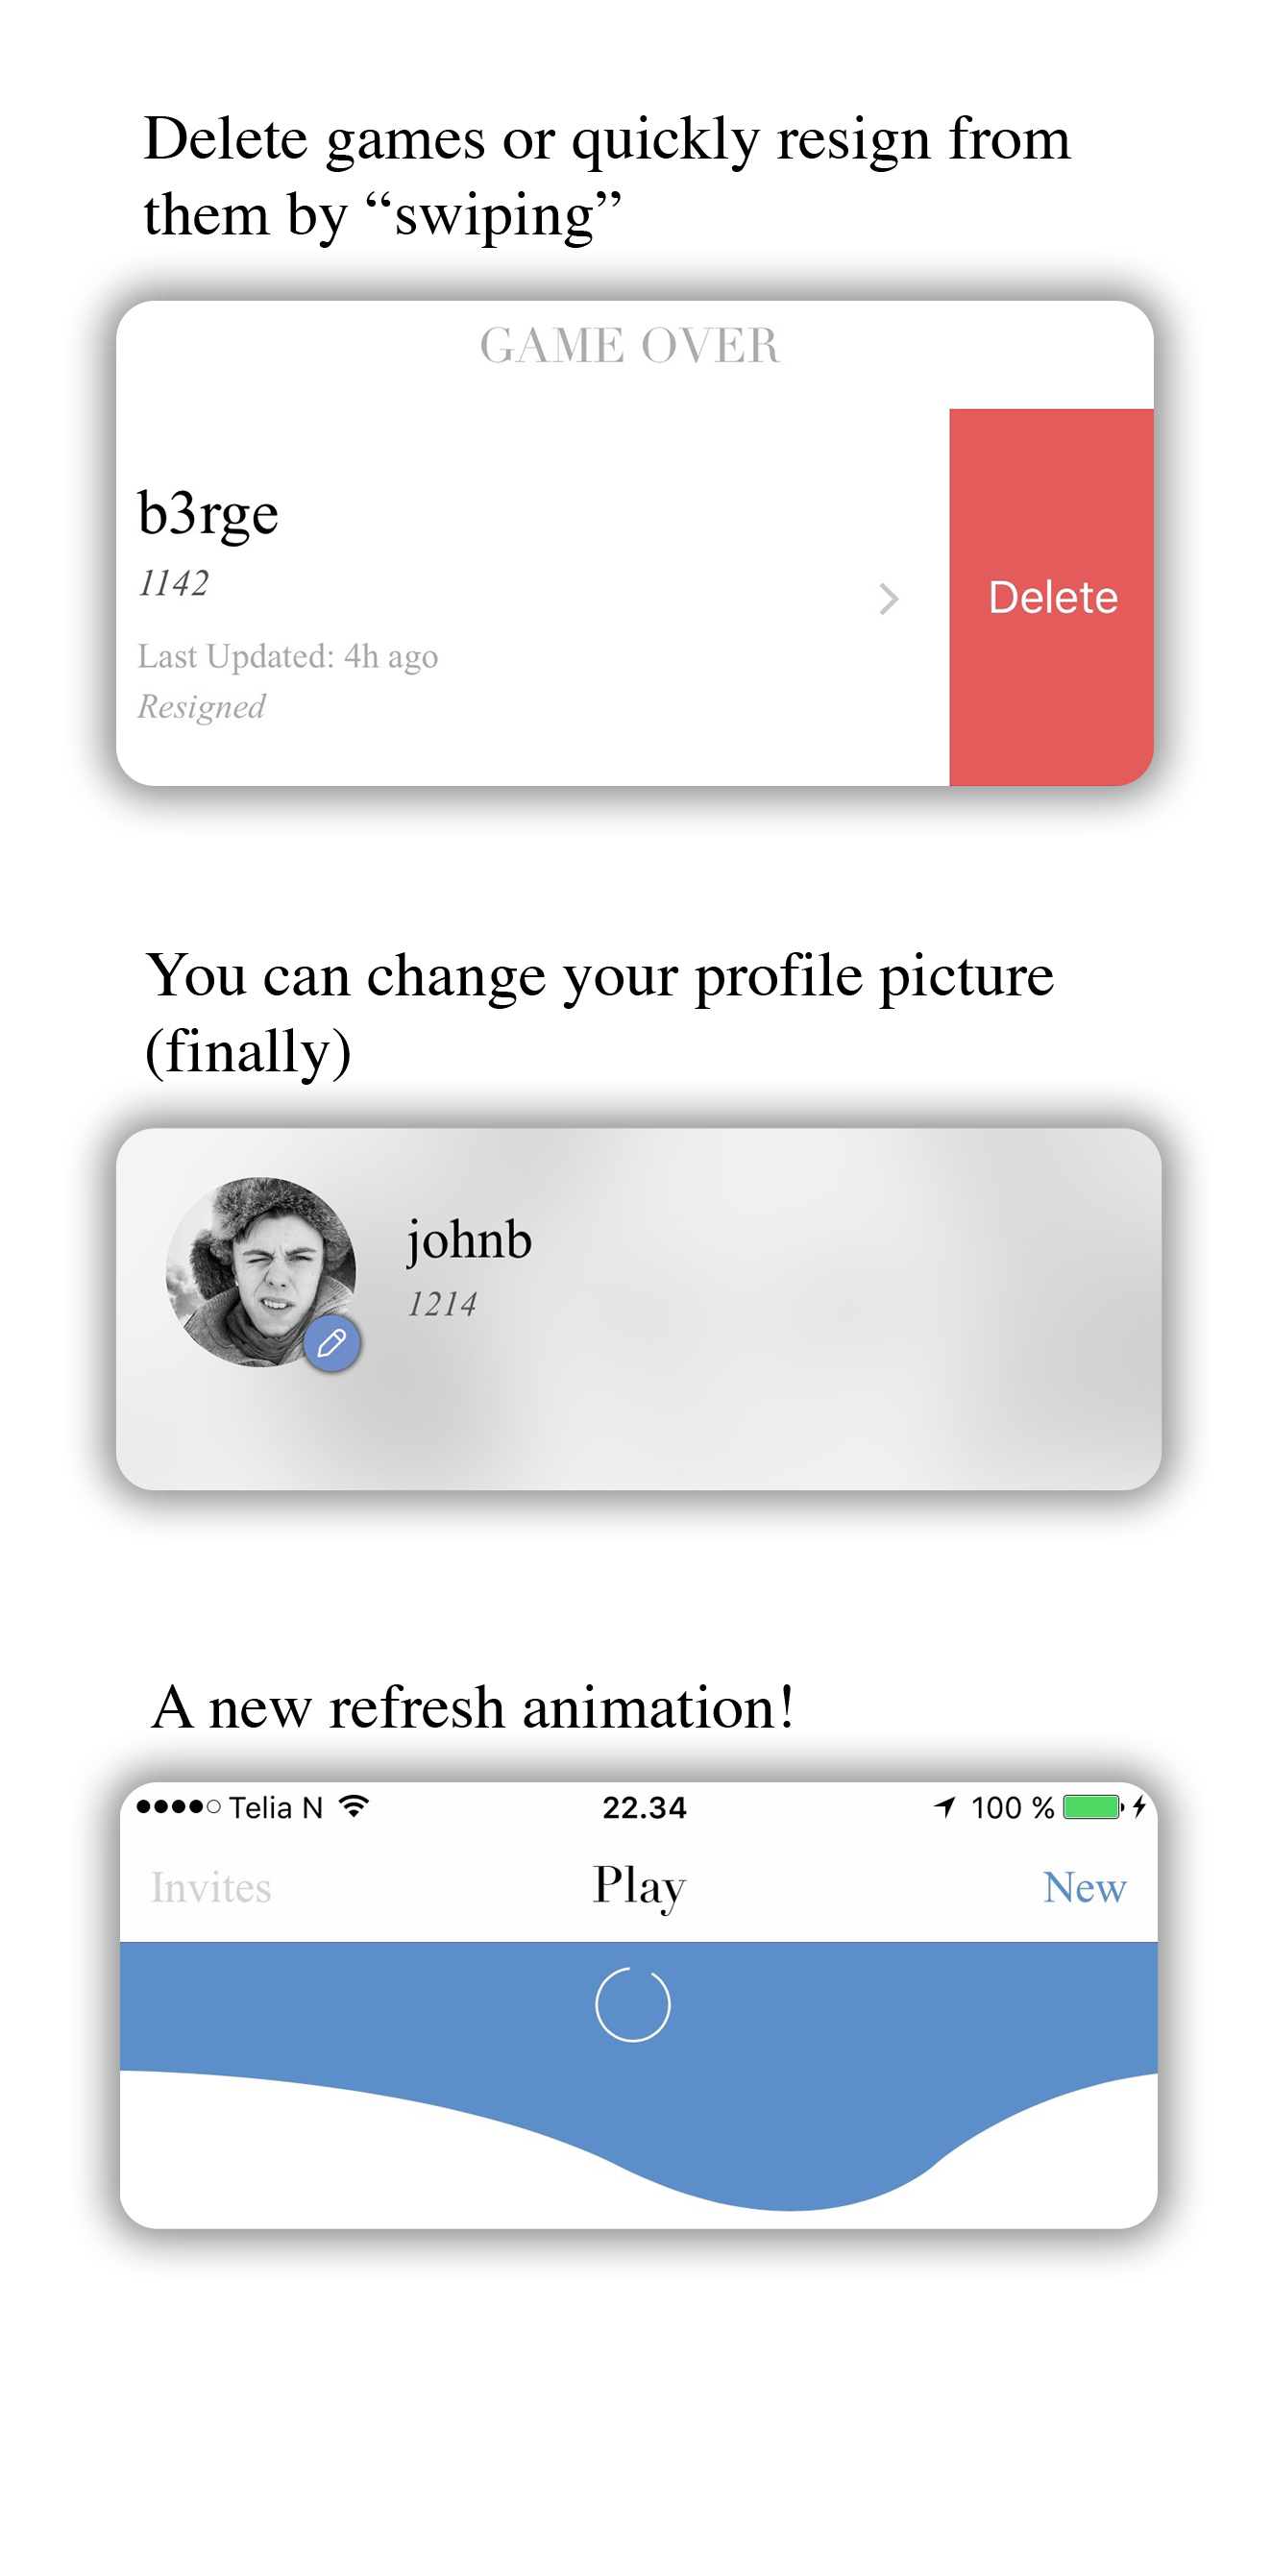 Delete games or quickly resign from
them by “swiping”
GAME OVER
b3rge
1142
Delete
Last Updated: 4h ago
Resigned
You can change your profile picture
(finally)
johnb
1214
A new refresh animation!
Telia N 22.34 100 %
Invites Play New